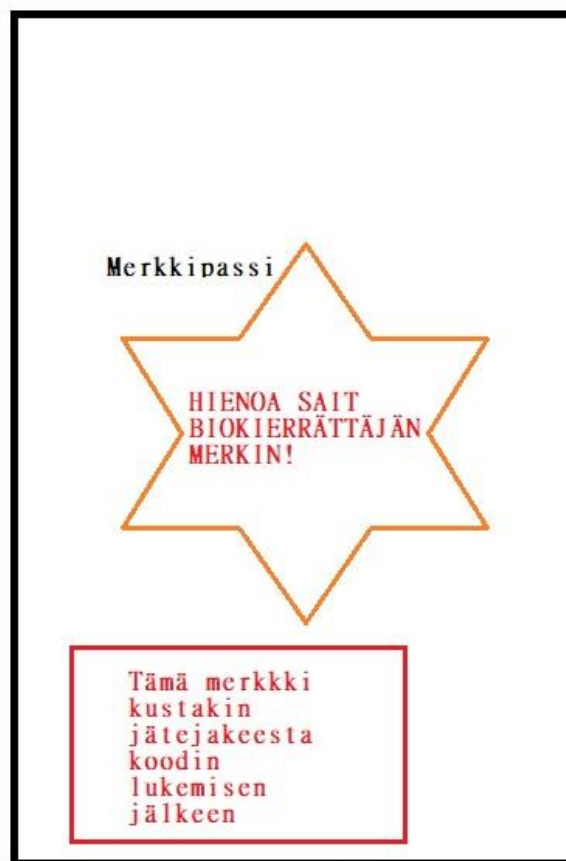 Merkkipassi
HIENOA SAIT
BIOKIERRÄTTÄJÄN
MERKIN!
Tämä merkkki
kustakin
jätejakeesta
koodin
lukemisen
jälkeen